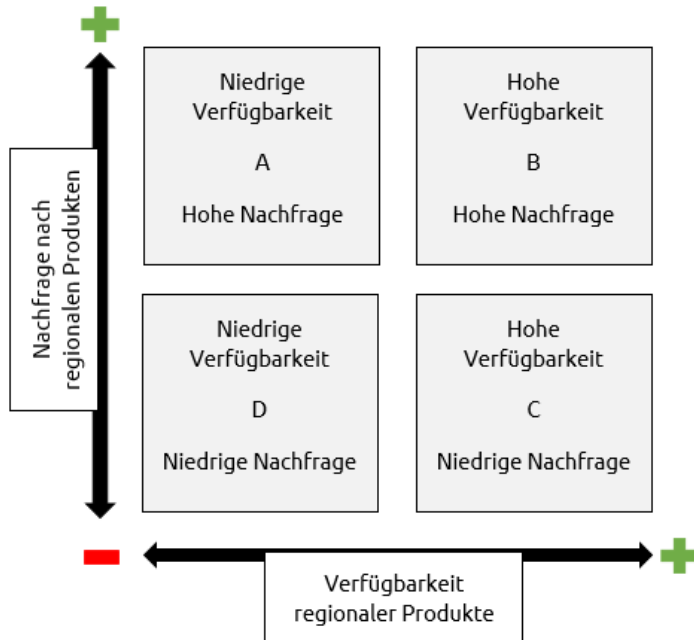 Niedrige
Verfügbarkeit
A
Hohe Nachfrage
Hohe
Verfügbarkeit
B
Hohe Nachfrage
Nachfrage nach
regionalen Produkten
Niedrige
Verfügbarkeit
D
Niedrige Nachfrage
Hohe
Verfügbarkeit
C
Niedrige Nachfrage
Verfügbarkeit
regionaler Produkte